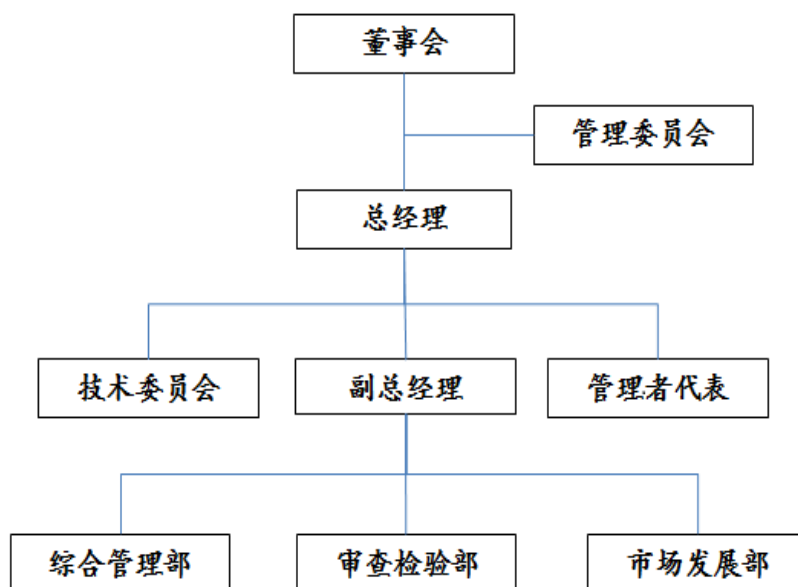 董事会
管理委员会
总经理
技术委员会
副总经理
管理者代表
综合管理部
审查检验部
市场发展部